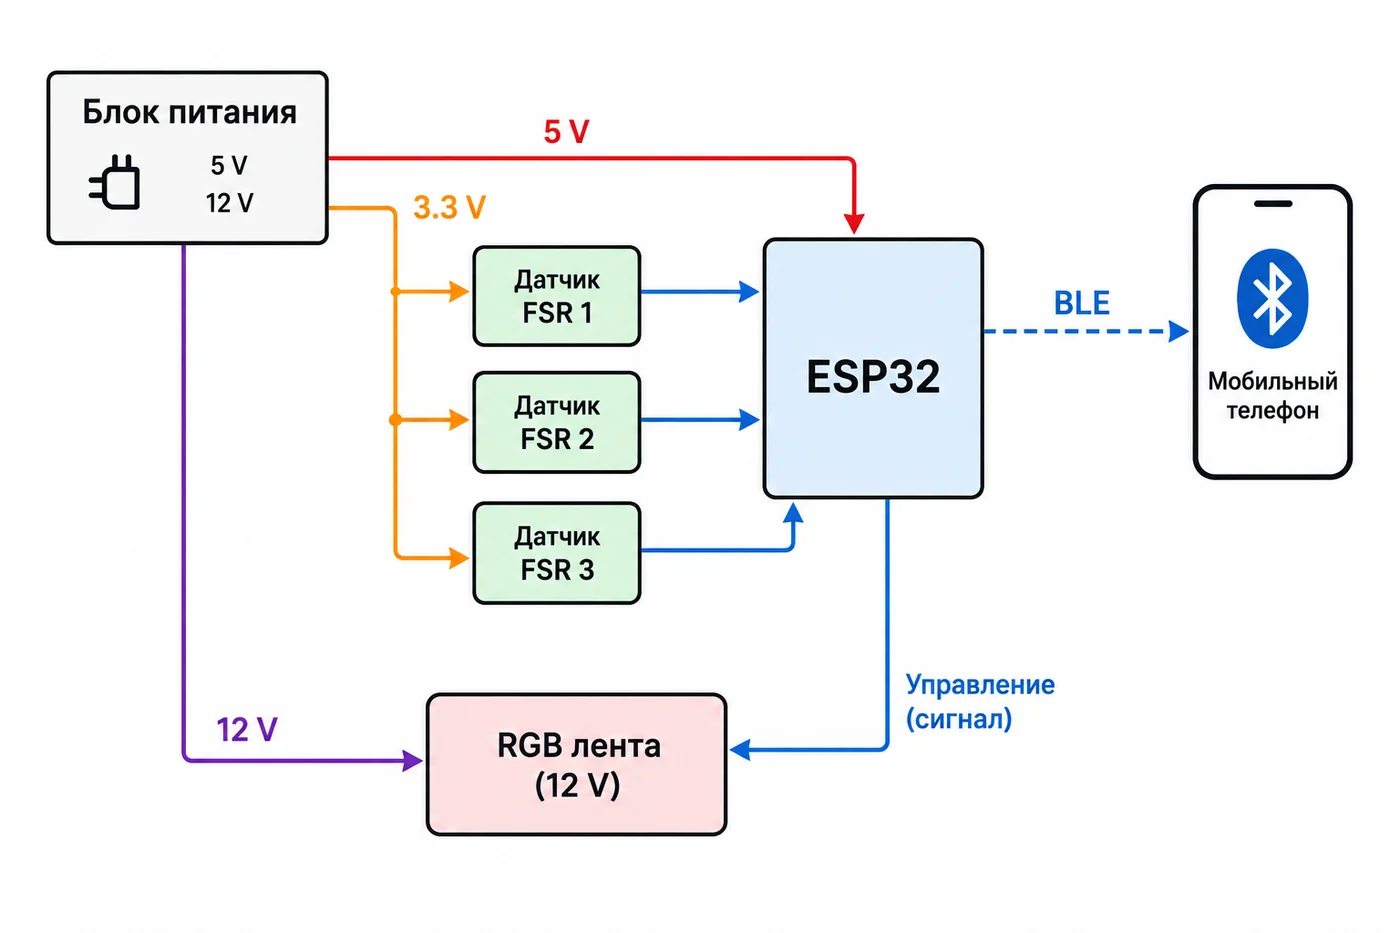 Блок питания
5 V
12 V
5 V
3.3 V
Датчик
FSR 1
Датчик
FSR 2
Датчик
FSR 3
ESP32
BLE
Мобильный
телефон
Управление
(сигнал)
12 V
RGB лента
(12 V)